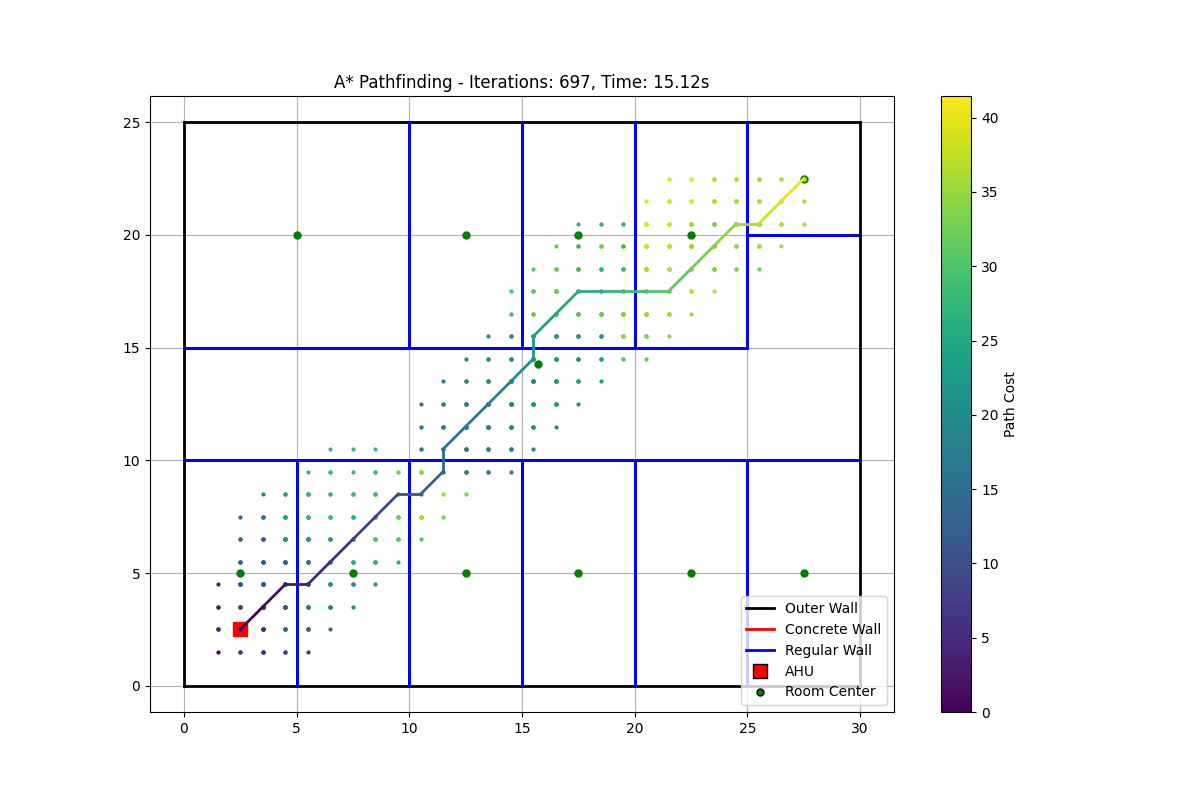 A* Pathfinding - Iterations: 697, Time: 15.12s
25
20
15
10
5
0
0 5 10 15 20 25 30
Outer Wall
Concrete Wall
Regular Wall
AHU
Room Center
40
35
30
25
20
15
10
5
0
Path Cost